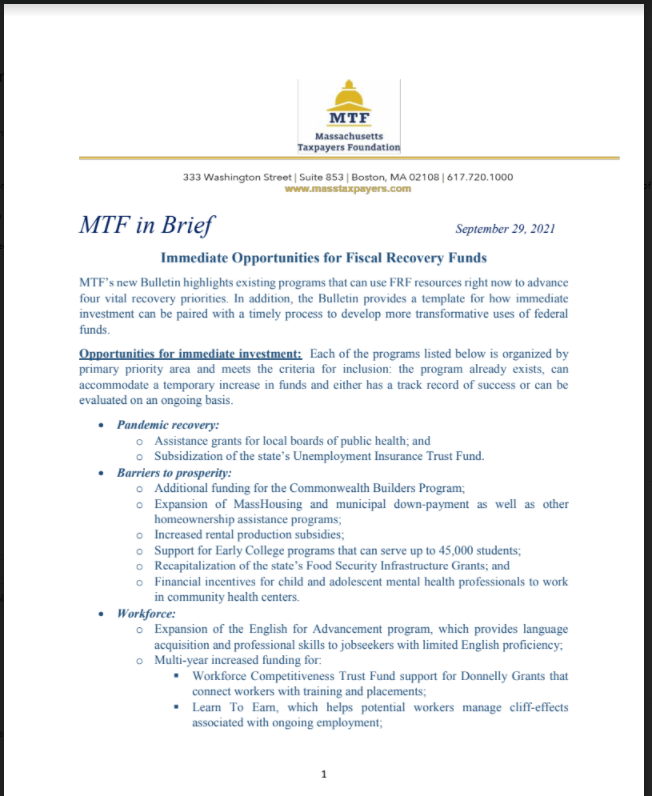 MTF
Massachusetts
Taxpayers Foundation
333 Washington Street | Suite 853 | Boston, MA 02108 | 617.720.1000
www.masstaxpayers.com
MTF in Brief
September 29, 2021
Immediate Opportunities for Fiscal Recovery Funds
MTF's new Bulletin highlights existing programs that can use FRF resources right now to advance
four vital recovery priorities. In addition, the Bulletin provides a template for how immediate
investment can be paired with a timely process to develop more transformative uses of federal
funds.
Opportunities for immediate investment: Each of the programs listed below is organized by
primary priority area and meets the criteria for inclusion: the program already exists, can
accommodate a temporary increase in funds and either has a track record of success or can be
evaluated on an ongoing basis.
• Pandemic recovery:
o Assistance grants for local boards of public health; and
o Subsidization of the state's Unemployment Insurance Trust Fund.
• Barriers to prosperity:
o Additional funding for the Commonwealth Builders Program;
o Expansion of MassHousing and municipal down-payment as well as other
homeownership assistance programs;
o Increased rental production subsidies;
o Support for Early College programs that can serve up to 45,000 students;
o Recapitalization of the state's Food Security Infrastructure Grants; and
o Financial incentives for child and adolescent mental health professionals to work
in community health centers.
• Workforce:
o Expansion of the English for Advancement program, which provides language
acquisition and professional skills to jobseekers with limited English proficiency;
o Multi-year increased funding for:
▪ Workforce Competitiveness Trust Fund support for Donnelly Grants that
connect workers with training and placements;
▪ Learn To Earn, which helps potential workers manage cliff-effects
associated with ongoing employment;
1